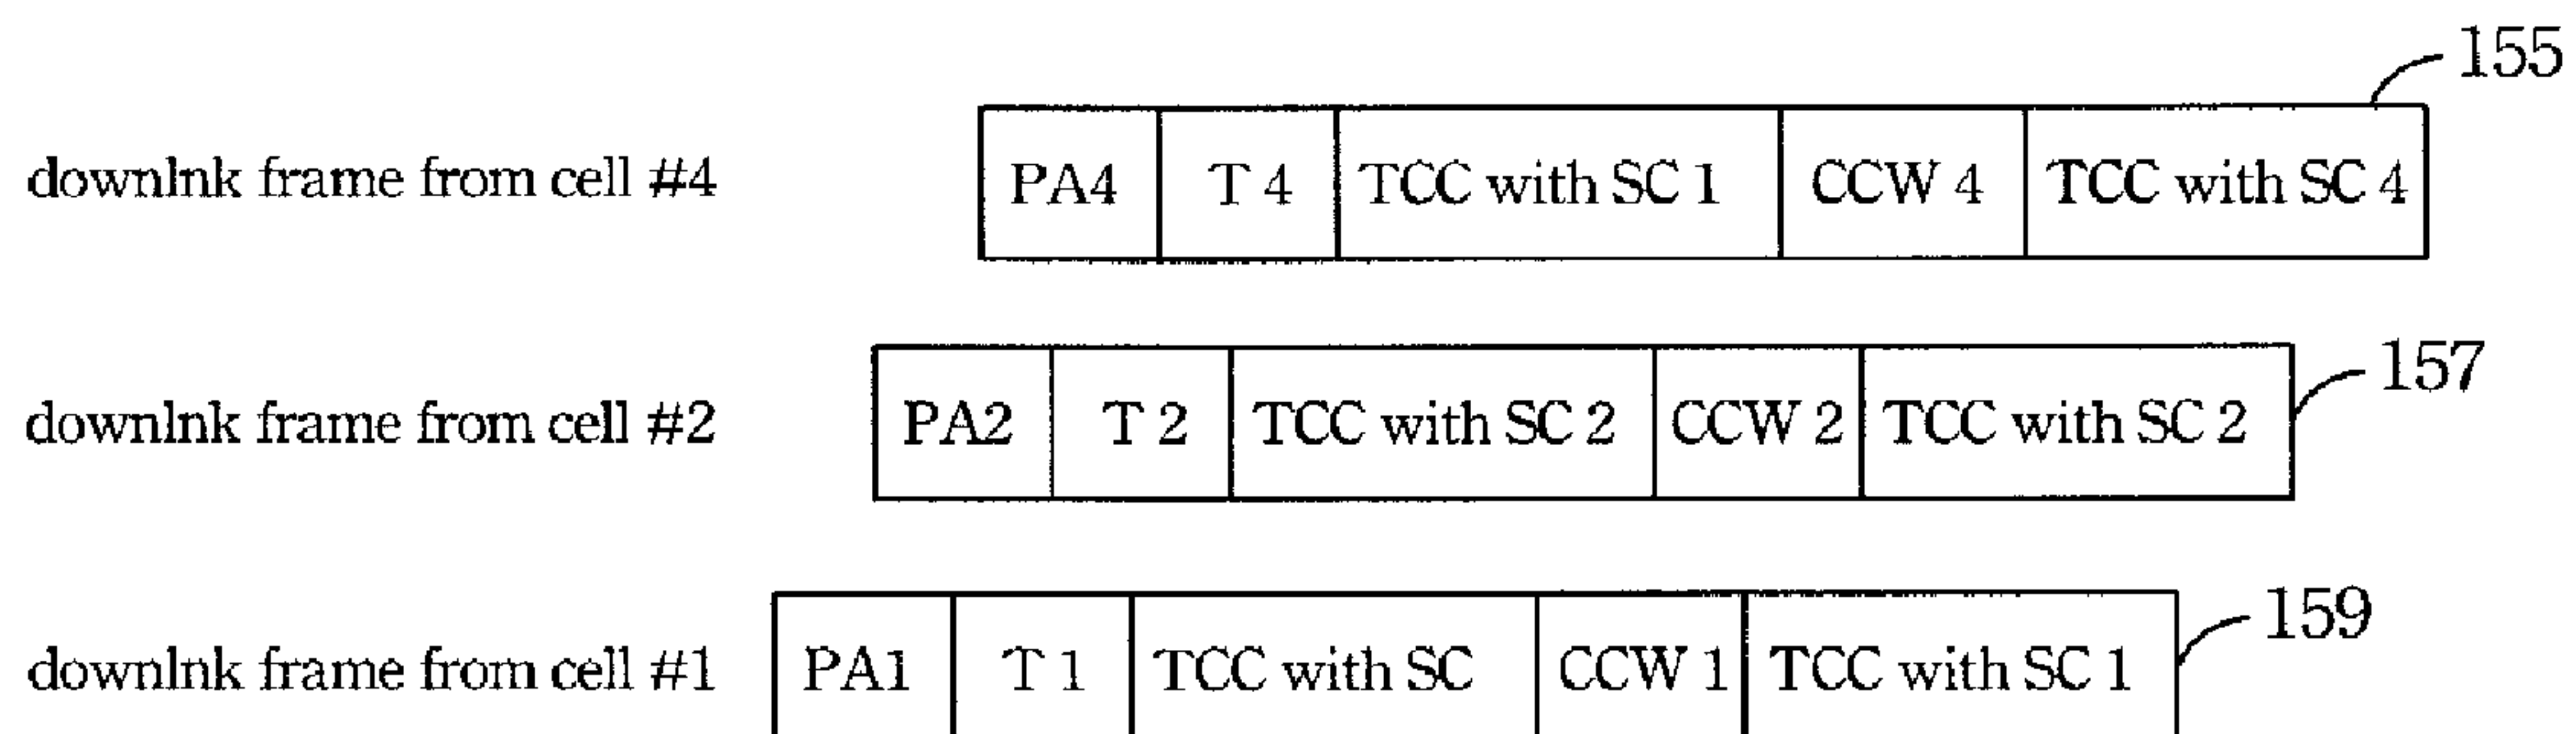 155
downlnk frame from cell #4 PA4 T 4 TCC with SC 1 CCW 4 TCC with SC 4
157
downlnk frame from cell #2 PA2 T 2 TCC with SC 2 CCW 2 TCC with SC 2
159
downlnk frame from cell #1 PA1 T 1 TCC with SC CCW 1 TCC with SC 1